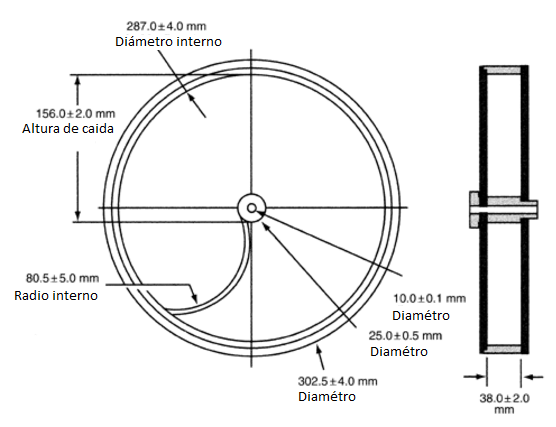 287.0±4.0 mm
Diámetro interno
156.0±2.0 mm
Altura de caida
80.5±5.0 mm
Radio interno
10.0±0.1 mm
Diamétro
25.0±0.5 mm
Diamétro
302.5±4.0 mm
Diamétro
38.0±2.0
mm